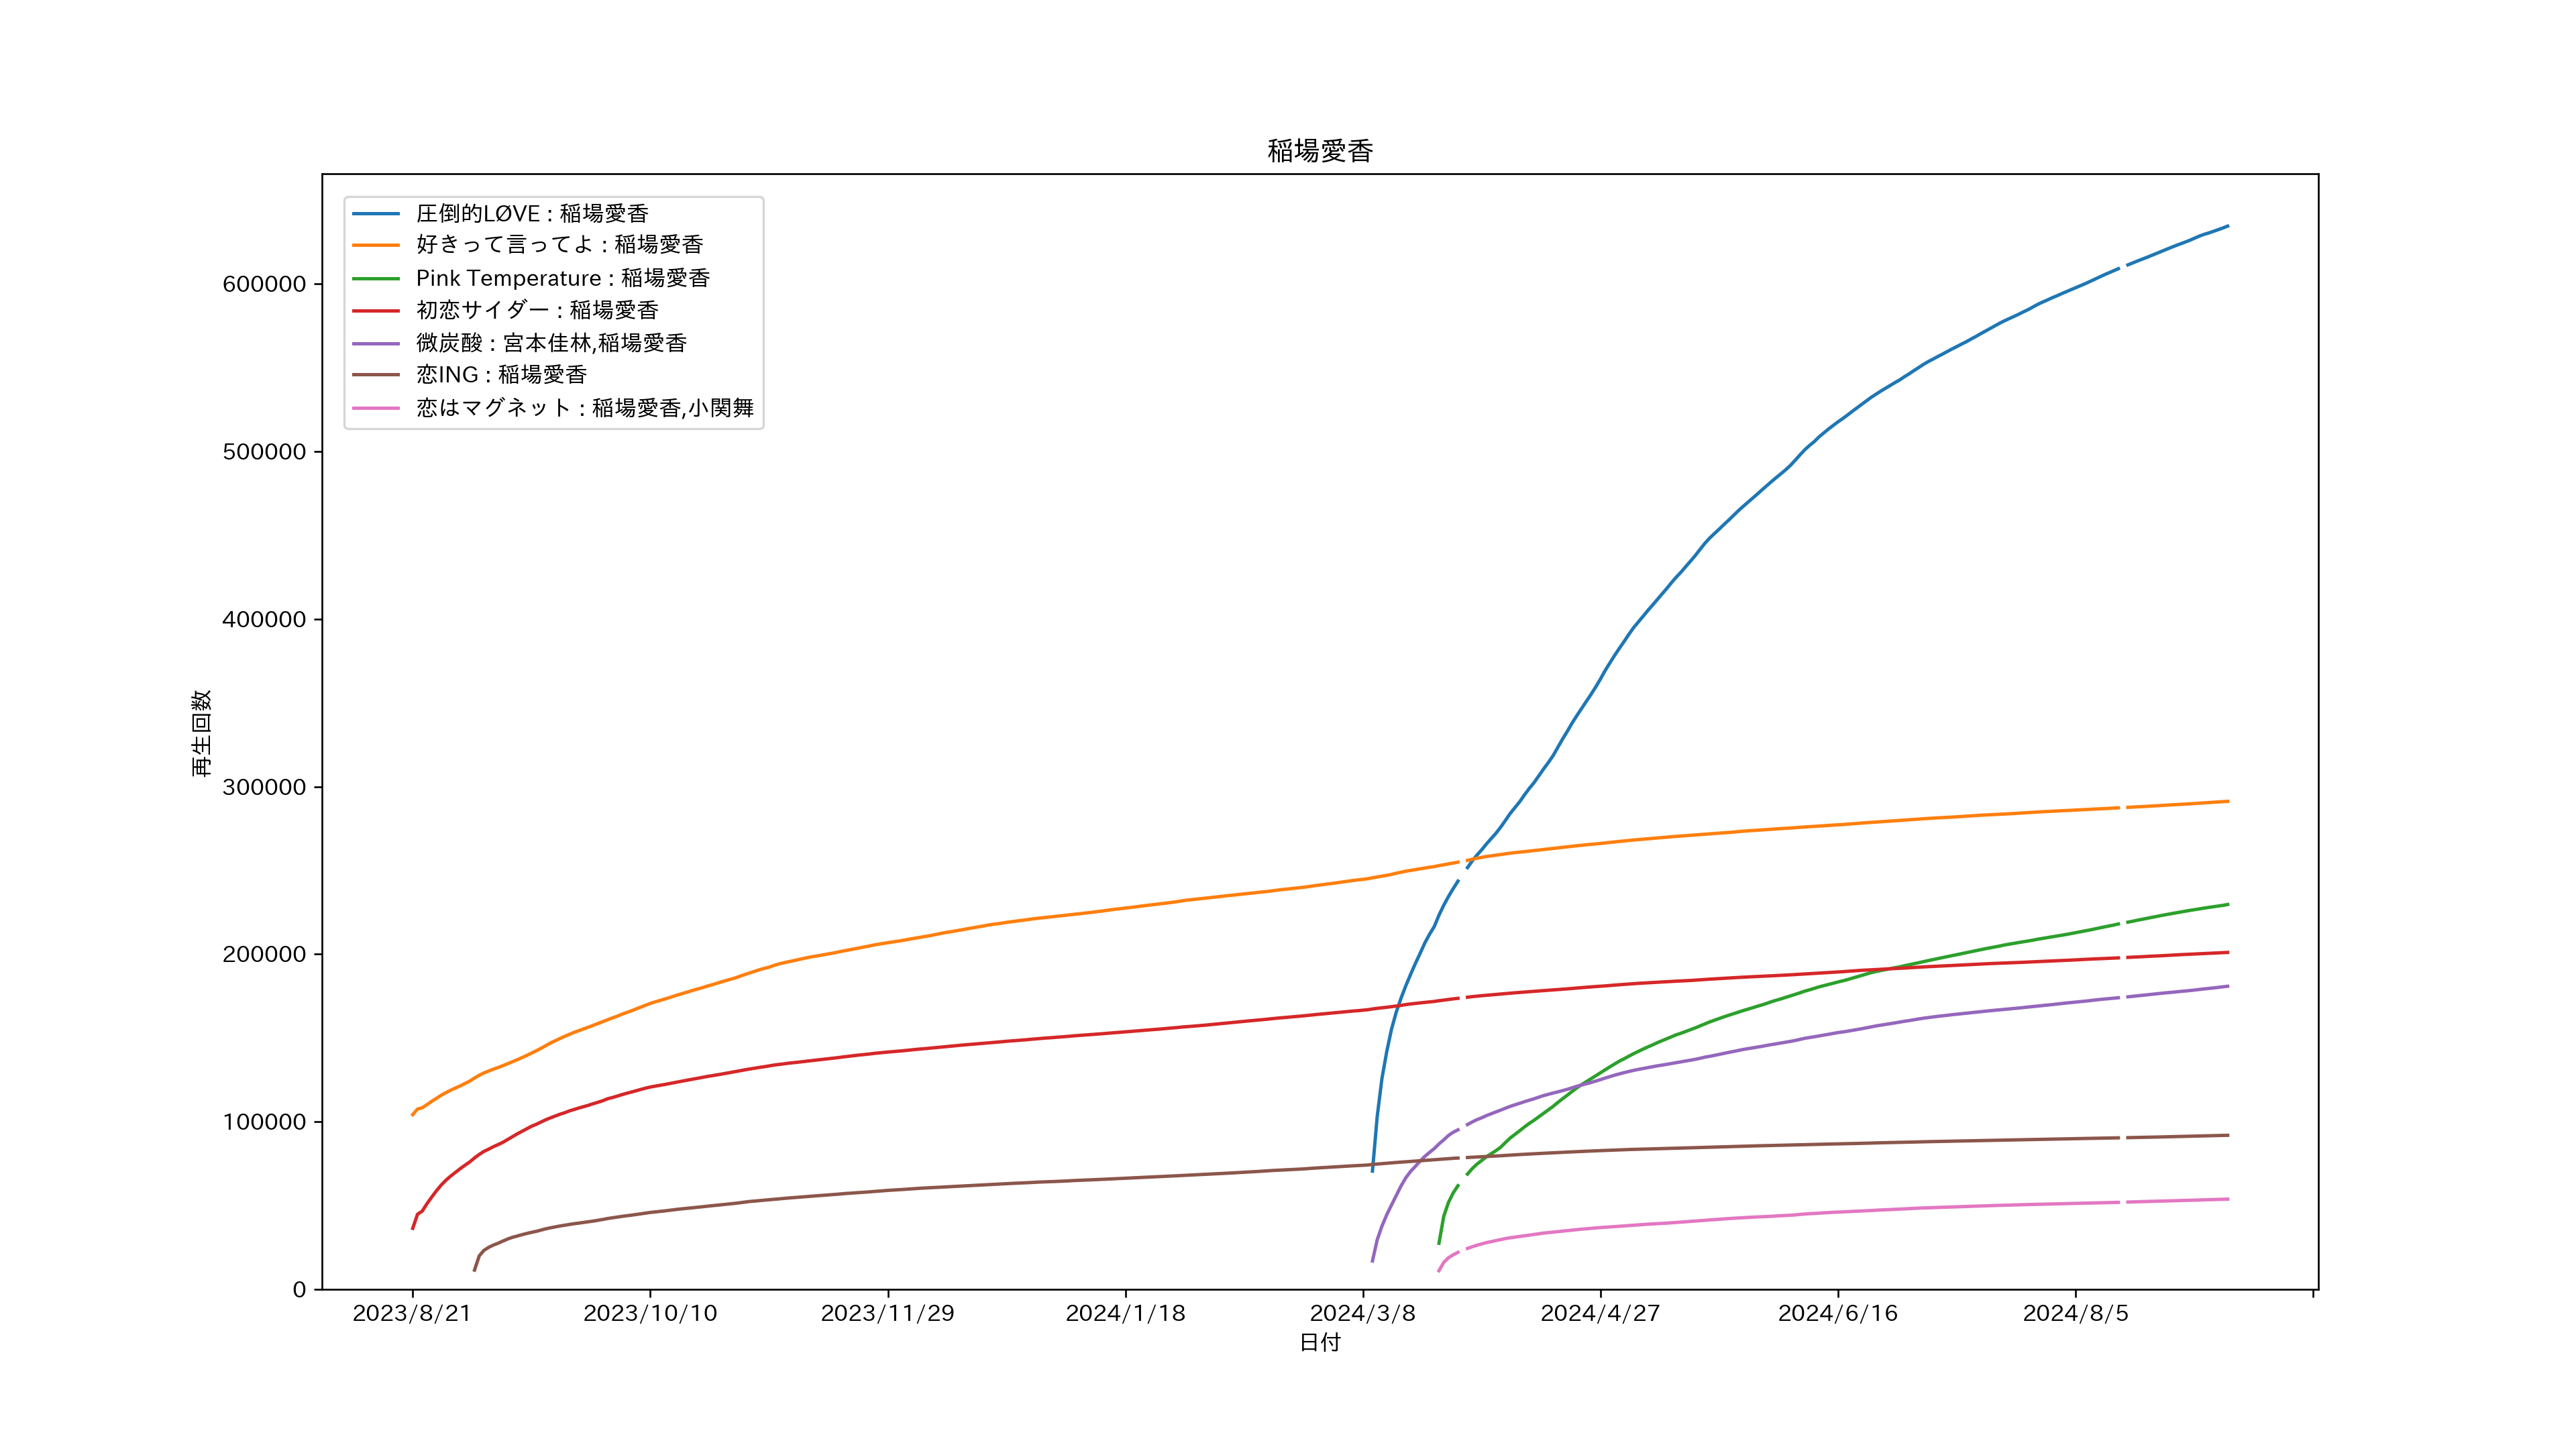 稲場愛香
圧倒的LØVE : 稲場愛香
好きって言ってよ : 稲場愛香
Pink Temperature : 稲場愛香
初恋サイダー : 稲場愛香
微炭酸 : 宮本佳林,稲場愛香
恋ING : 稲場愛香
恋はマグネット : 稲場愛香,小関舞
600000
500000
400000
300000
200000
100000
0
再生回数
2023/8/21 2023/10/10 2023/11/29 2024/1/18 2024/3/8 2024/4/27 2024/6/16 2024/8/5
日付